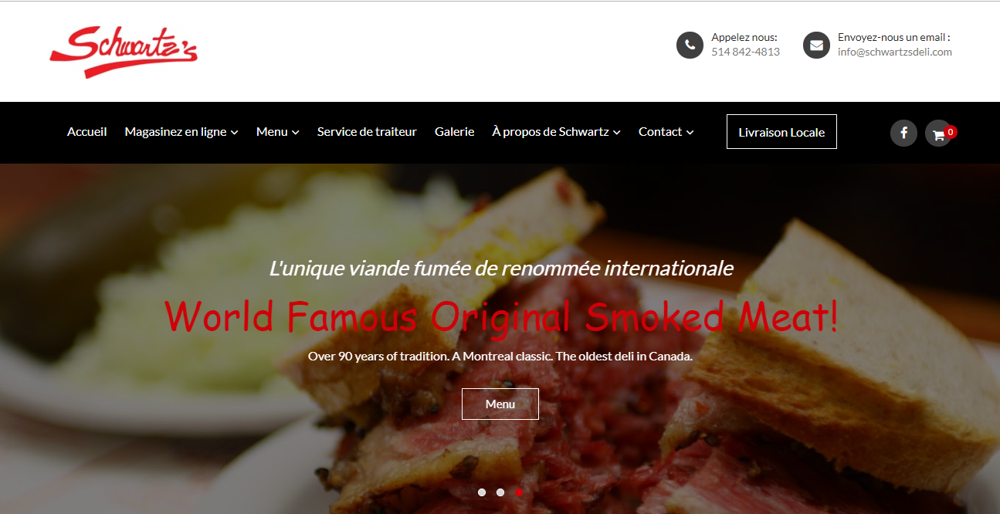 Schwartz's
Appelez nous:
514 842-4813
Envoyez-nous un email :
info@schwartzsdeli.com
Accueil
Magasinez en ligne
Menu
Service de traiteur
Galerie
À propos de Schwartz
Contact
Livraison Locale
0
L'unique viande fumée de renommée internationale
World Famous Original Smoked Meat!
Over 90 years of tradition. A Montreal classic. The oldest deli in Canada.
Menu